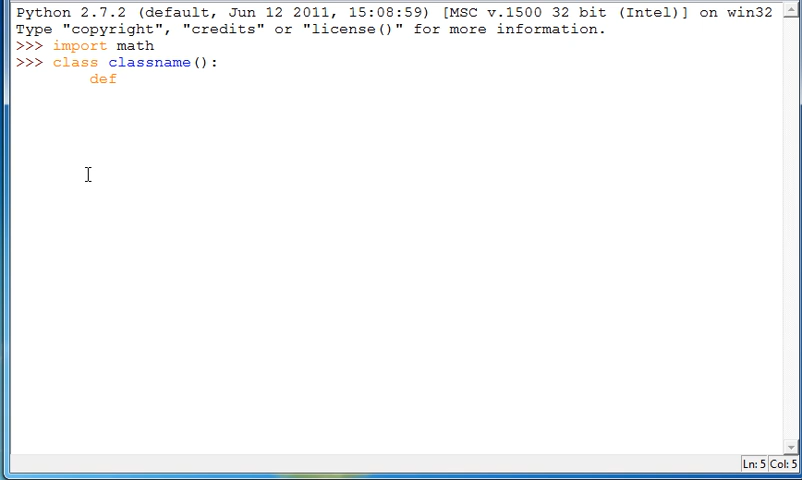 Python 2.7.2 (default, Jun 12 2011, 15:08:59) [MSC v.1500 32 bit (Intel)] on win32
Type "copyright", "credits" or "license()" for more information.
>>> import math
>>> class classname():
def
Ln: 5 Col: 5